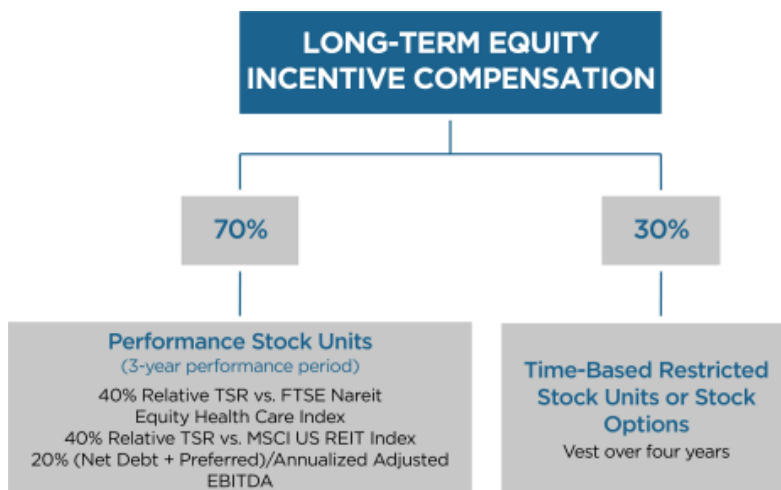 LONG-TERM EQUITY
INCENTIVE COMPENSATION
70%
30%
Performance Stock Units
(3-year performance period)
40% Relative TSR vs. FTSE Nareit
Equity Health Care Index
40% Relative TSR vs. MSCI US REIT Index
20% (Net Debt + Preferred)/Annualized Adjusted
EBITDA
Time-Based Restricted
Stock Units or Stock
Options
Vest over four years